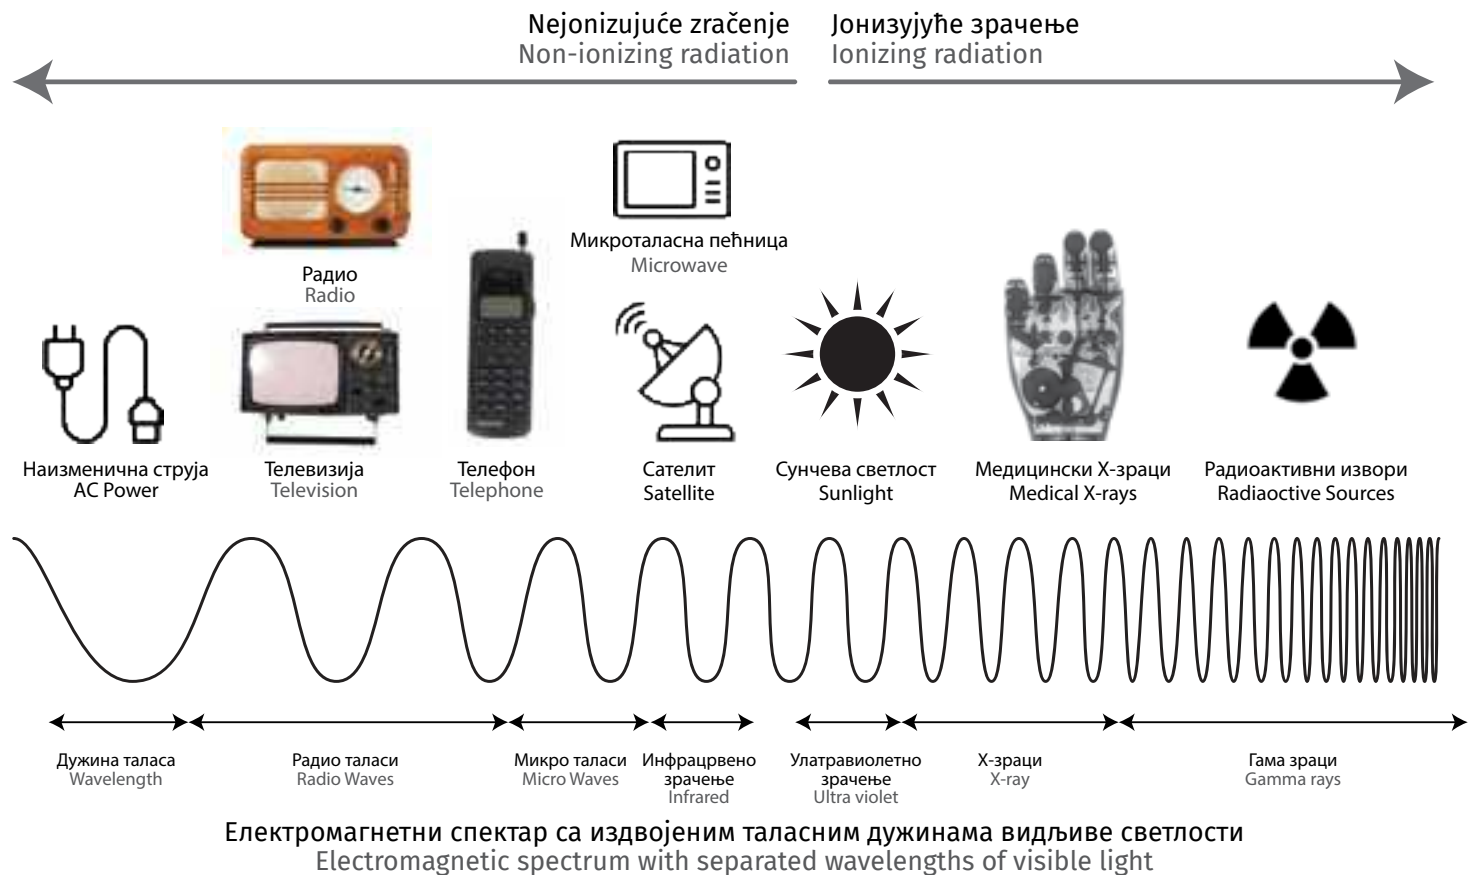 Nejonizujuće zračenje
Non-ionizing radiation
Јонизујуће зрачење
Ionizing radiation
Радио
Radio
Микроталасна пећница
Microwave
Наизменична струја
AC Power
Телевизија
Television
Телефон
Telephone
Сателит
Satellite
Сунчева светлост
Sunlight
Медицински X-зраци
Medical X-rays
Радиоактивни извори
Radiaoctive Sources
Дужина таласа
Wavelength
Радио таласи
Radio Waves
Микро таласи
Micro Waves
Инфрацрвено
зрачење
Infrared
Улатравиолетно
зрачење
Ultra violet
X-зраци
X-ray
Гама зраци
Gamma rays
Електромагнетни спектар са издвојеним таласним дужинама видљиве светлости
Electromagnetic spectrum with separated wavelengths of visible light